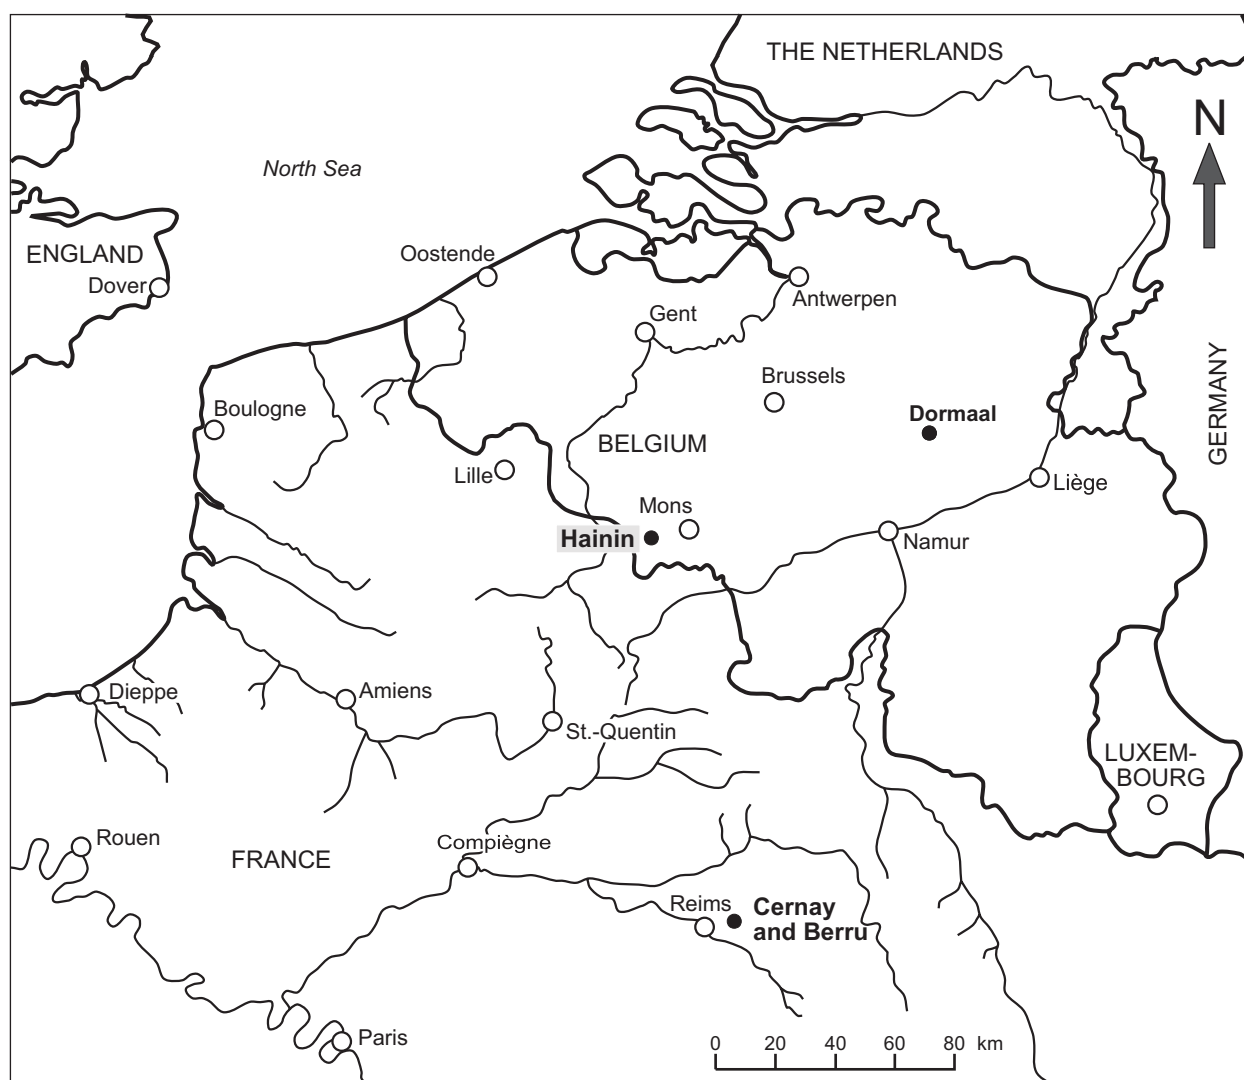 THE NETHERLANDS
N
North Sea
ENGLAND
Dover
Oostende
Antwerpen
Gent
Brussels
Boulogne
Dormaal
GERMANY
BELGIUM
Lille
Liège
Mons
Hainin
Namur
Dieppe
Amiens
St.-Quentin
LUXEM-
BOURG
Rouen
Compiègne
FRANCE
Reims
Cernay
and Berru
Paris
0 20 40 60 80 km